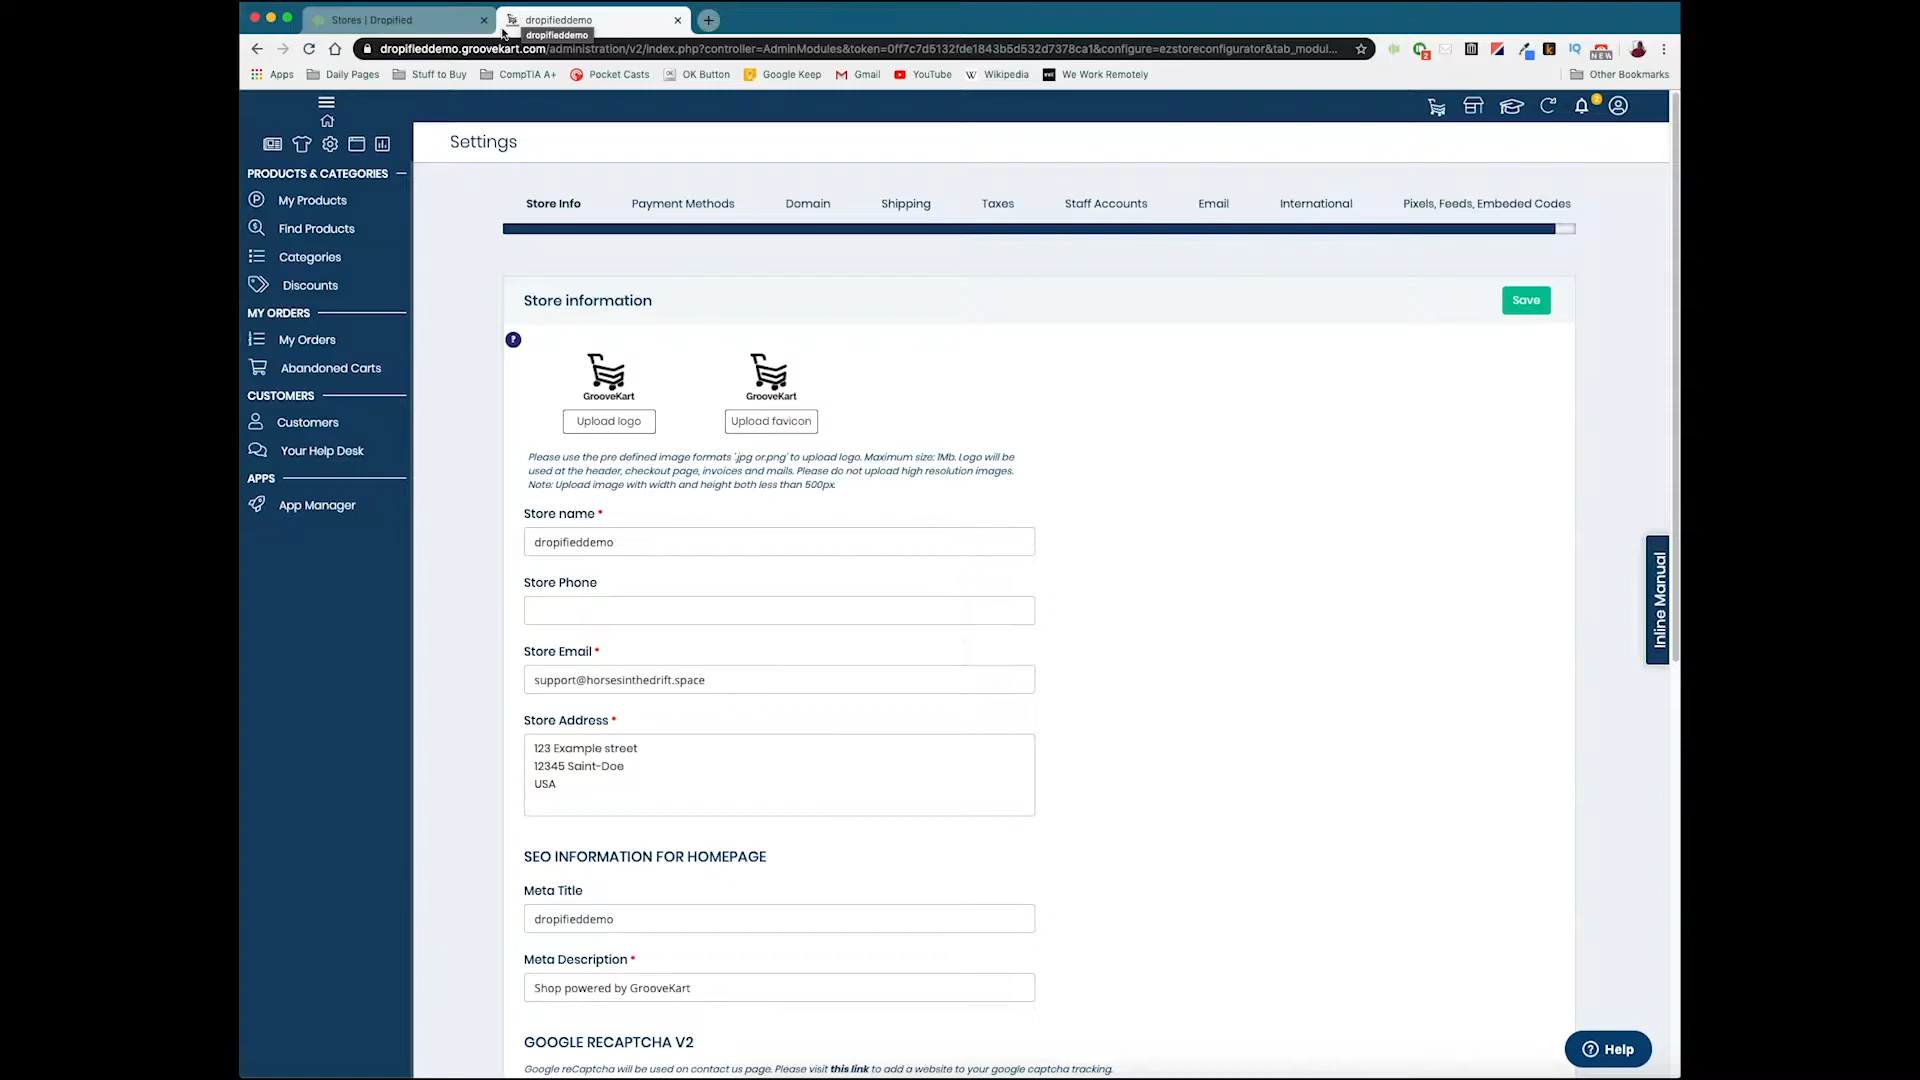 Stores | Dropified
dropifieddemo
dropifieddemo
dropifieddemo.groovekart.com/administration/v2/index.php?controller=AdminModules&token=0ff7c7d5132fde1843b5d532d7378ca1&configure=ezstoreconfigurator&tab_modul...
2
NEW
Apps
Daily Pages
Stuff to Buy
CompTIA A+
Pocket Casts
OK Button
Google Keep
Gmail
YouTube
Wikipedia
We Work Remotely
Other Bookmarks
Settings
PRODUCTS & CATEGORIES
My Products
Find Products
Categories
Discounts
MY ORDERS
My Orders
Abandoned Carts
CUSTOMERS
Customers
Your Help Desk
APPS
App Manager
Store Info
Payment Methods
Domain
Shipping
Taxes
Staff Accounts
Email
International
Pixels, Feeds, Embeded Codes
Store information
Save
?
GrooveKart
GrooveKart
Upload logo
Upload favicon
Please use the pre defined image formats '.jpg or.png' to upload logo. Maximum size: 1Mb. Logo will be
used at the header, checkout page, invoices and mails. Please do not upload high resolution images.
Note: Upload image with width and height both less than 500px.
Store name *
dropifieddemo
Store Phone
Store Email *
support@horsesinthedrift.space
Store Address *
123 Example street
12345 Saint-Doe
USA
SEO INFORMATION FOR HOMEPAGE
Meta Title
dropifieddemo
Meta Description *
Shop powered by GrooveKart
GOOGLE RECAPTCHA V2
Google reCaptcha will be used on contact us page. Please visit this link to add a website to your google captcha tracking.
Inline Manual
Help